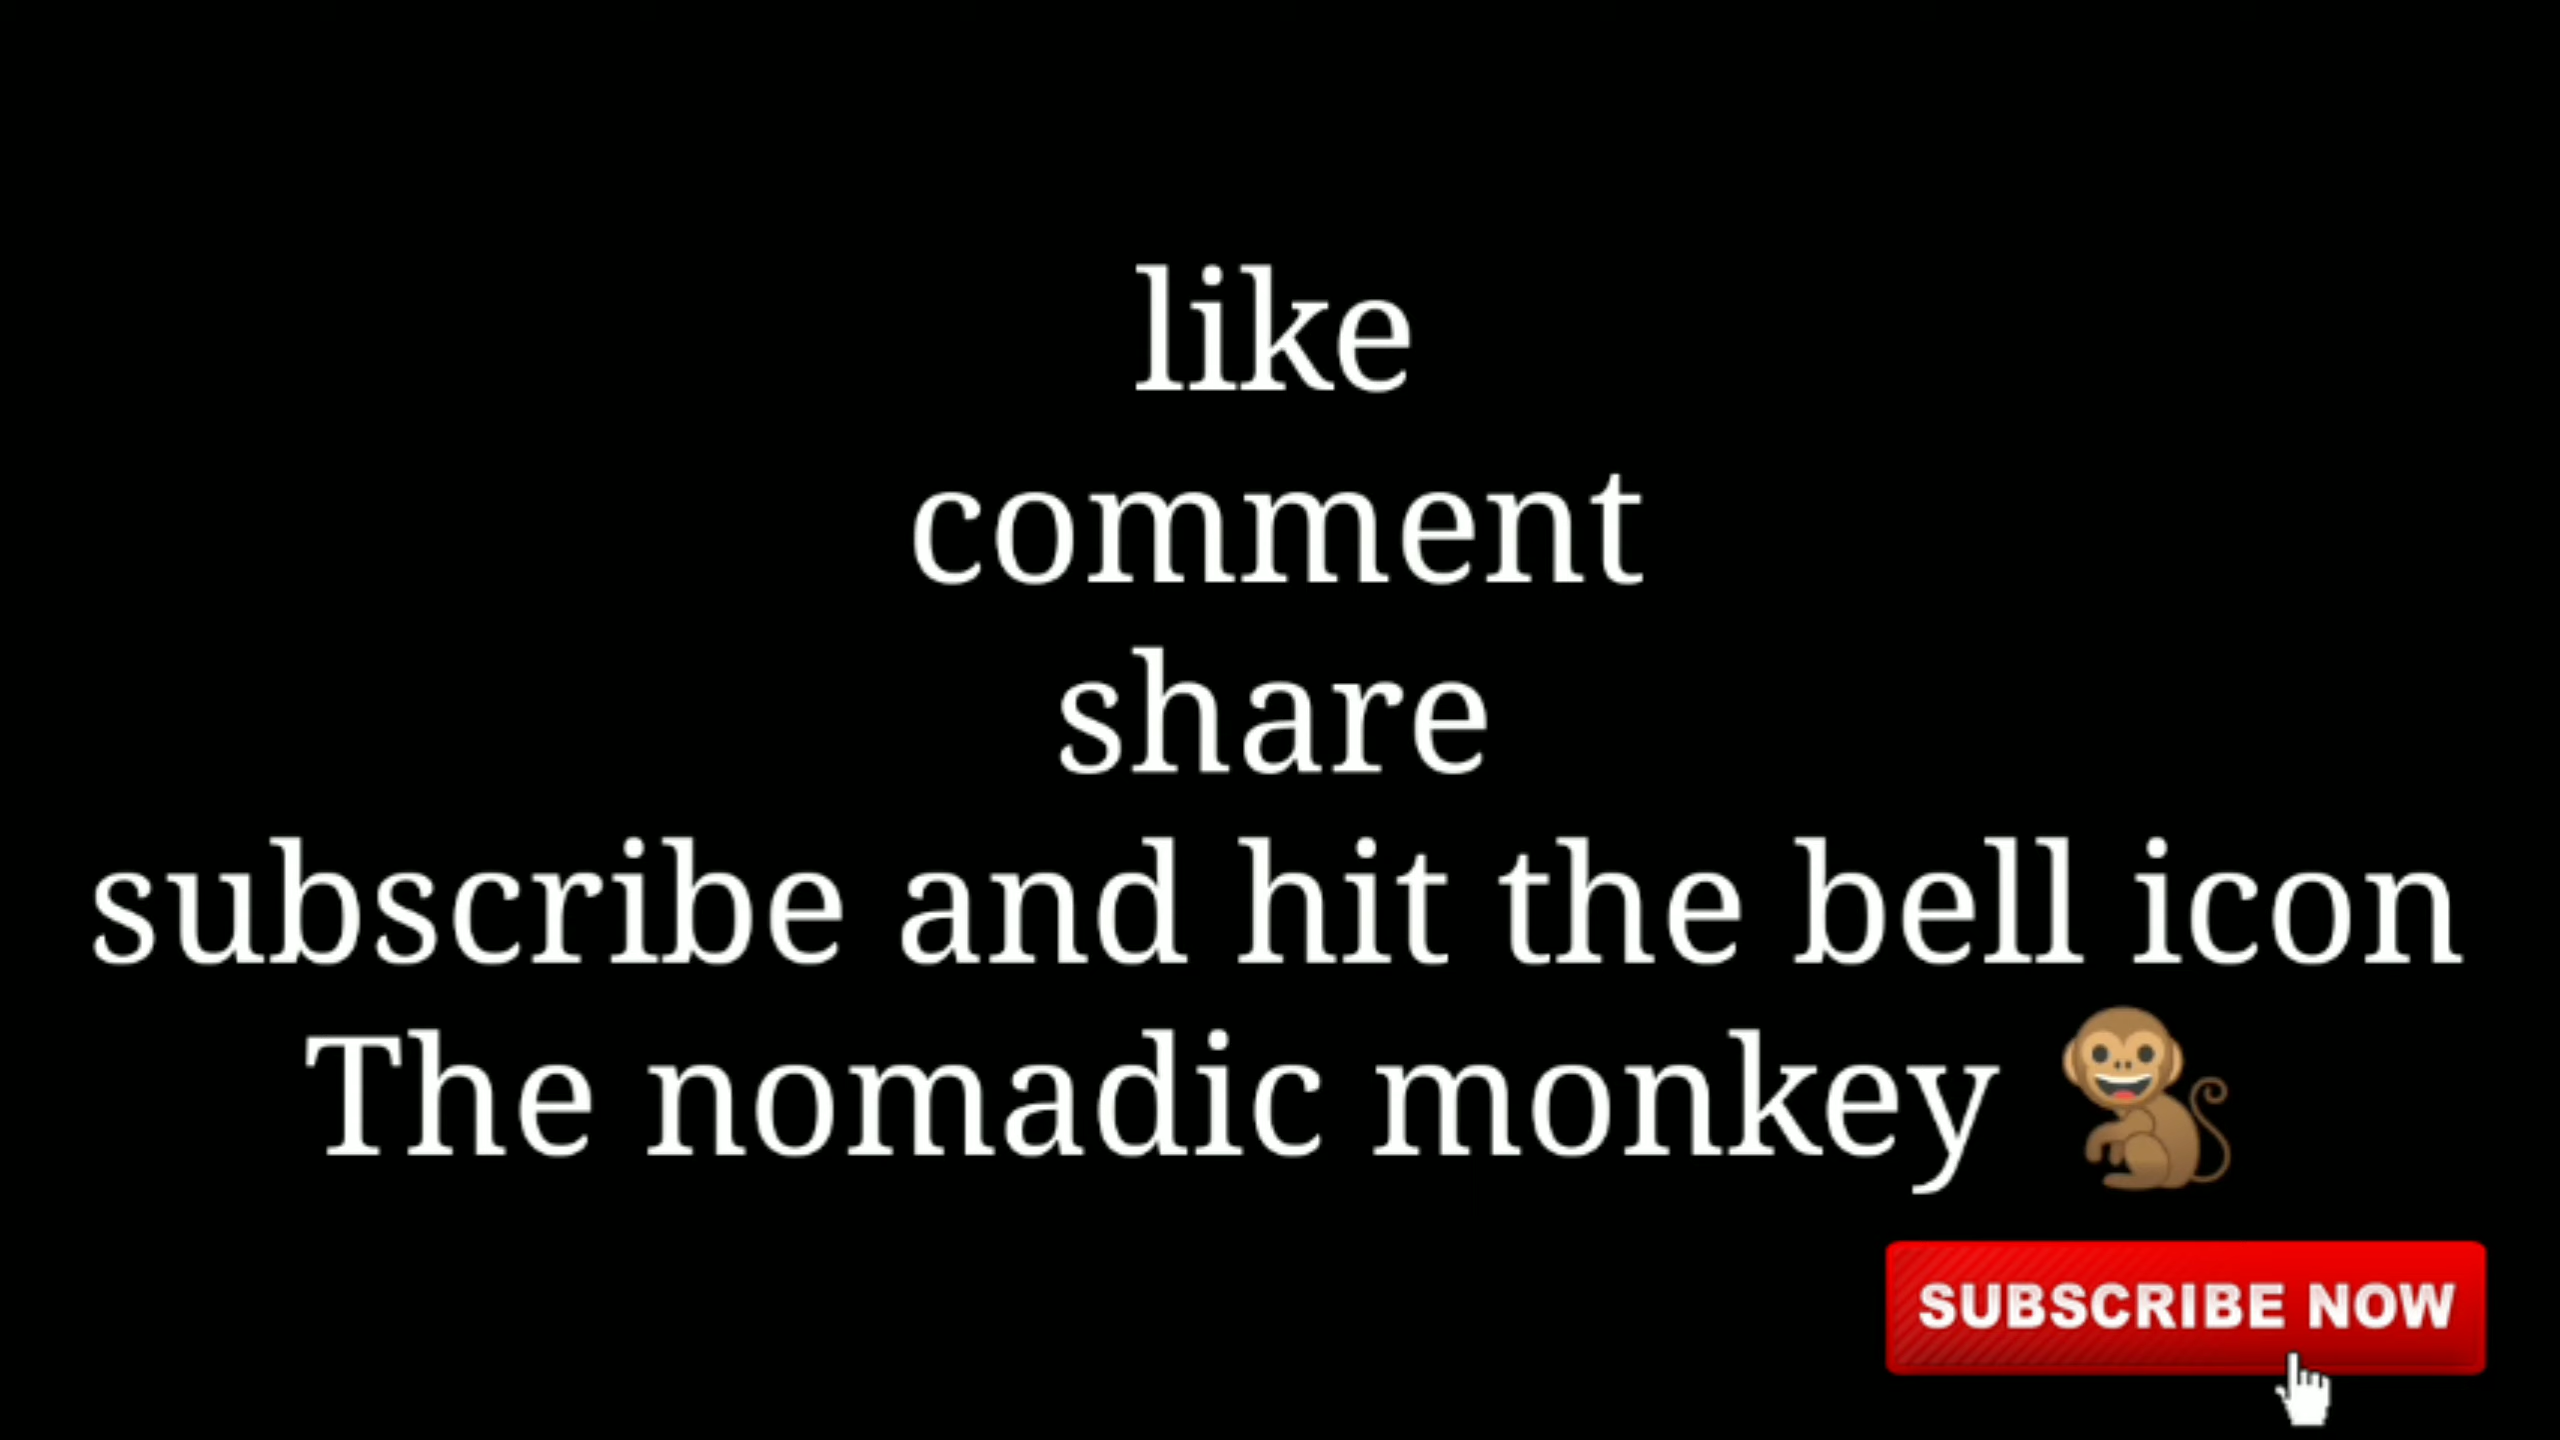 like
comment
share
subscribe and hit the bell icon
The nomadic monkey 🐒
SUBSCRIBE NOW